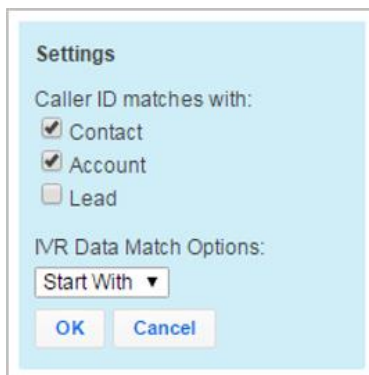 Settings
Caller ID matches with:
Contact
Account
Lead
IVR Data Match Options:
Start With
OK Cancel